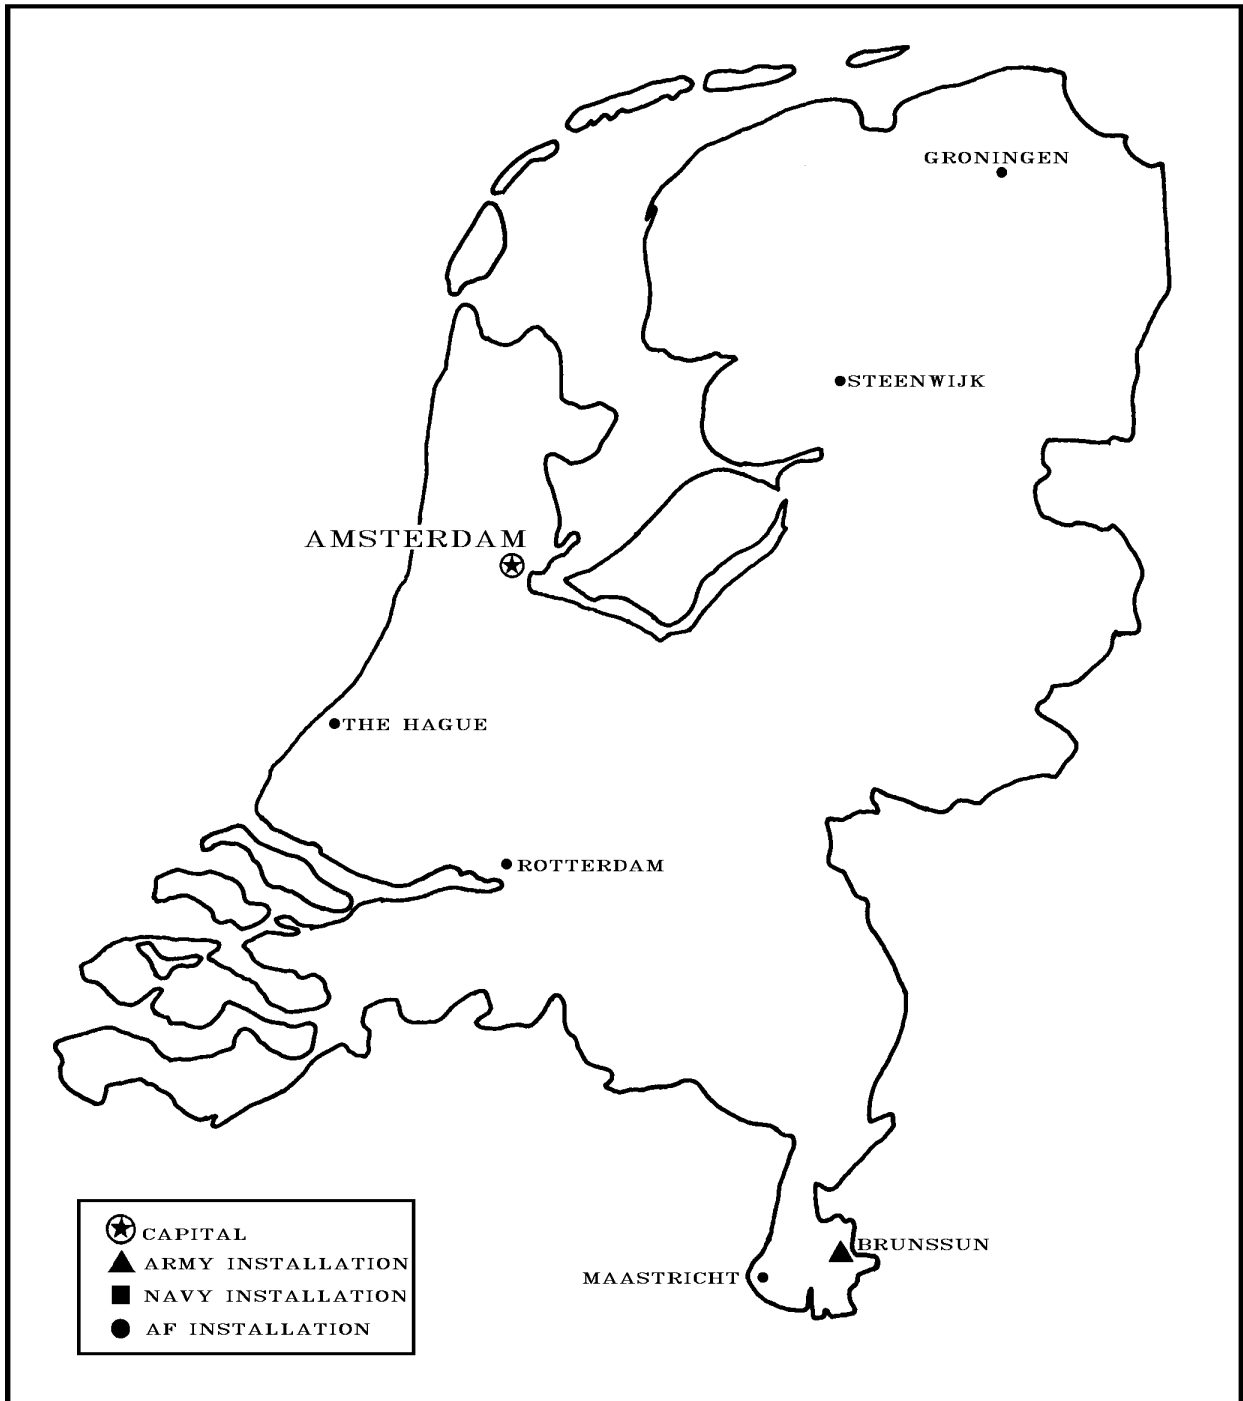 GRONINGEN
STEENWIJK
AMSTERDAM
THE HAGUE
ROTTERDAM
BRUNSSUN
MAASTRICHT
CAPITAL
ARMY INSTALLATION
NAVY INSTALLATION
AF INSTALLATION